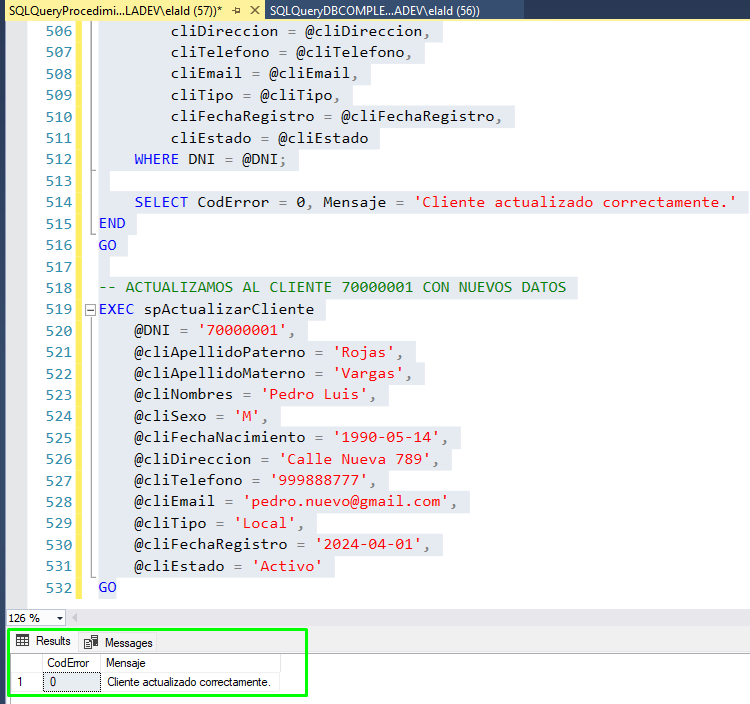 SQLQueryProcedimi...LADEV\elald (57))* SQLQueryDBCOMPLE...ADEV\elald (56))
506 cliDireccion = @cliDireccion,
507 cliTelefono = @cliTelefono,
508 cliEmail = @cliEmail,
509 cliTipo = @cliTipo,
510 cliFechaRegistro = @cliFechaRegistro,
511 cliEstado = @cliEstado
512 WHERE DNI = @DNI;
513
514 SELECT CodError = 0, Mensaje = 'Cliente actualizado correctamente.'
515 END
516 GO
517
518 -- ACTUALIZAMOS AL CLIENTE 70000001 CON NUEVOS DATOS
519 EXEC spActualizarCliente
520 @DNI = '70000001',
521 @cliApellidoPaterno = 'Rojas',
522 @cliApellidoMaterno = 'Vargas',
523 @cliNombres = 'Pedro Luis',
524 @cliSexo = 'M',
525 @cliFechaNacimiento = '1990-05-14',
526 @cliDireccion = 'Calle Nueva 789',
527 @cliTelefono = '999888777',
528 @cliEmail = 'pedro.nuevo@gmail.com',
529 @cliTipo = 'Local',
530 @cliFechaRegistro = '2024-04-01',
531 @cliEstado = 'Activo'
532 GO
126 %
Results Messages
CodError Mensaje
1 0 Cliente actualizado correctamente.